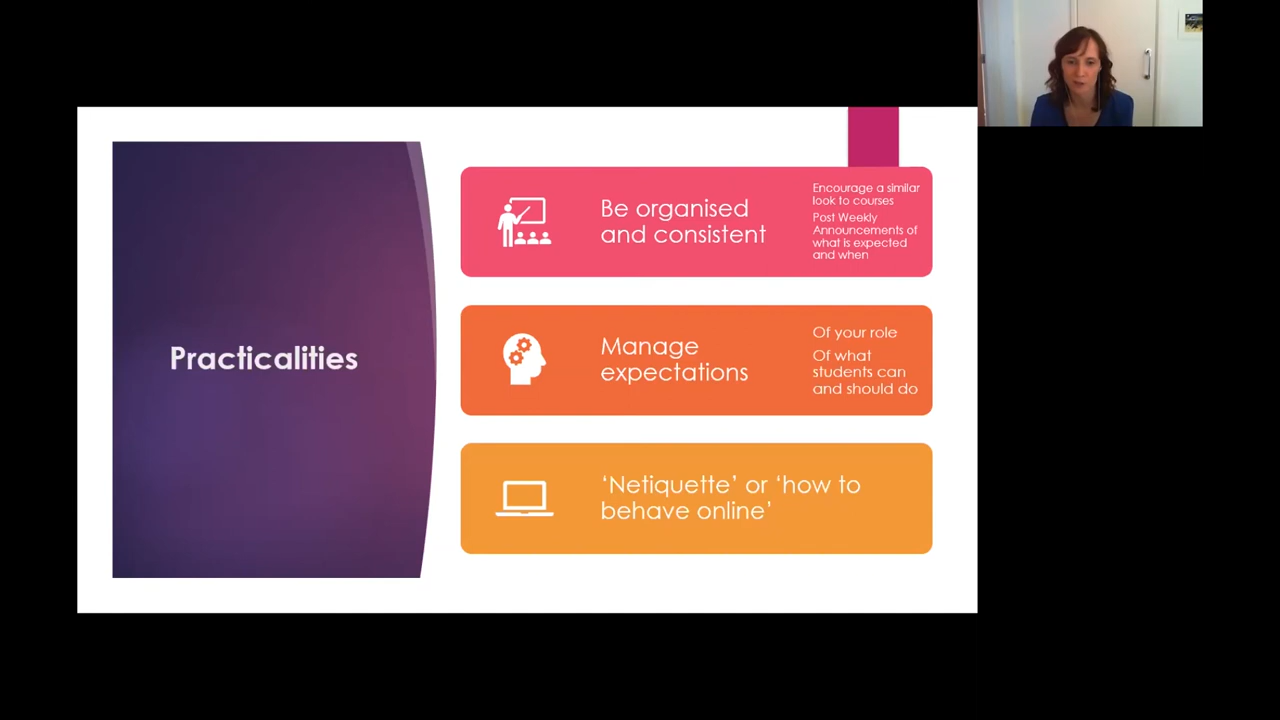 Practicalities
Be organised
and consistent
Encourage a similar
look to courses
Post Weekly
Announcements of
what is expected
and when
Manage
expectations
Of your role
Of what
students can
and should do
‘Netiquette’ or ‘how to
behave online’